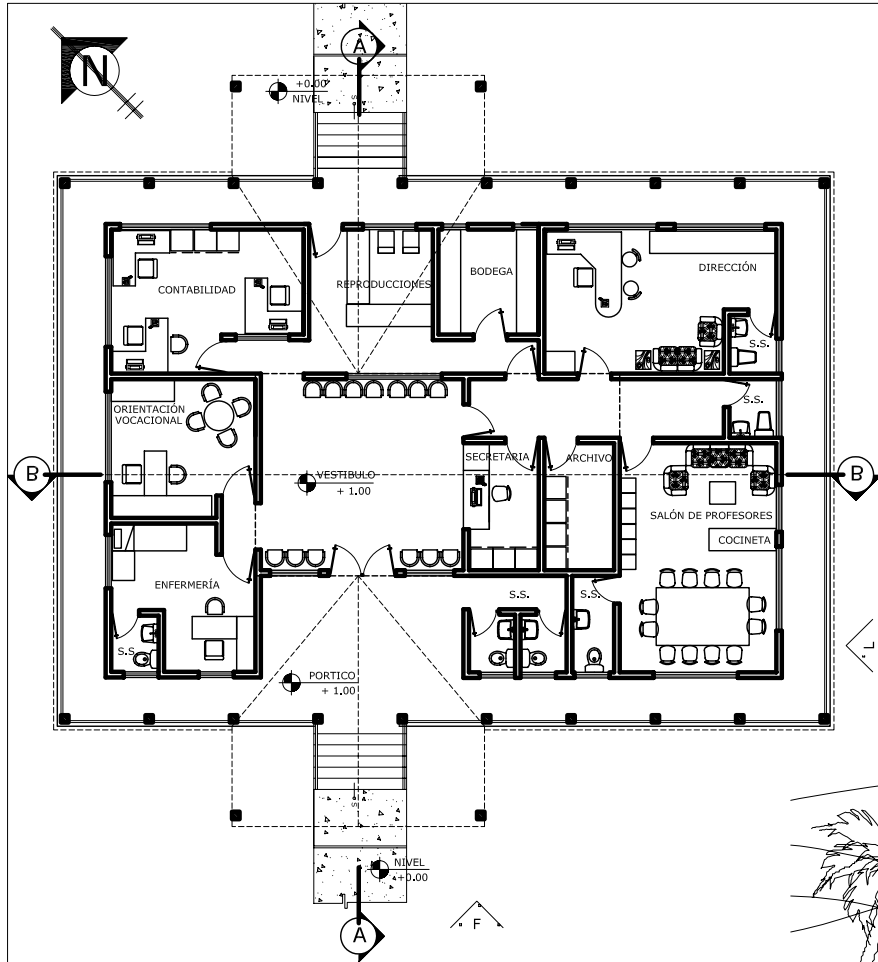 N
A
+0.00
NIVEL
S
CONTABILIDAD
REPRODUCCIONES
BODEGA
DIRECCIÓN
S.S.
S.S.
ORIENTACIÓN
VOCACIONAL
SECRETARIA
ARCHIVO
B
VESTIBULO
+ 1.00
B
SALÓN DE PROFESORES
COCINETA
ENFERMERÍA
S.S.
S.S.
S.S
L
PORTICO
+ 1.00
S
NIVEL
+0.00
A
F